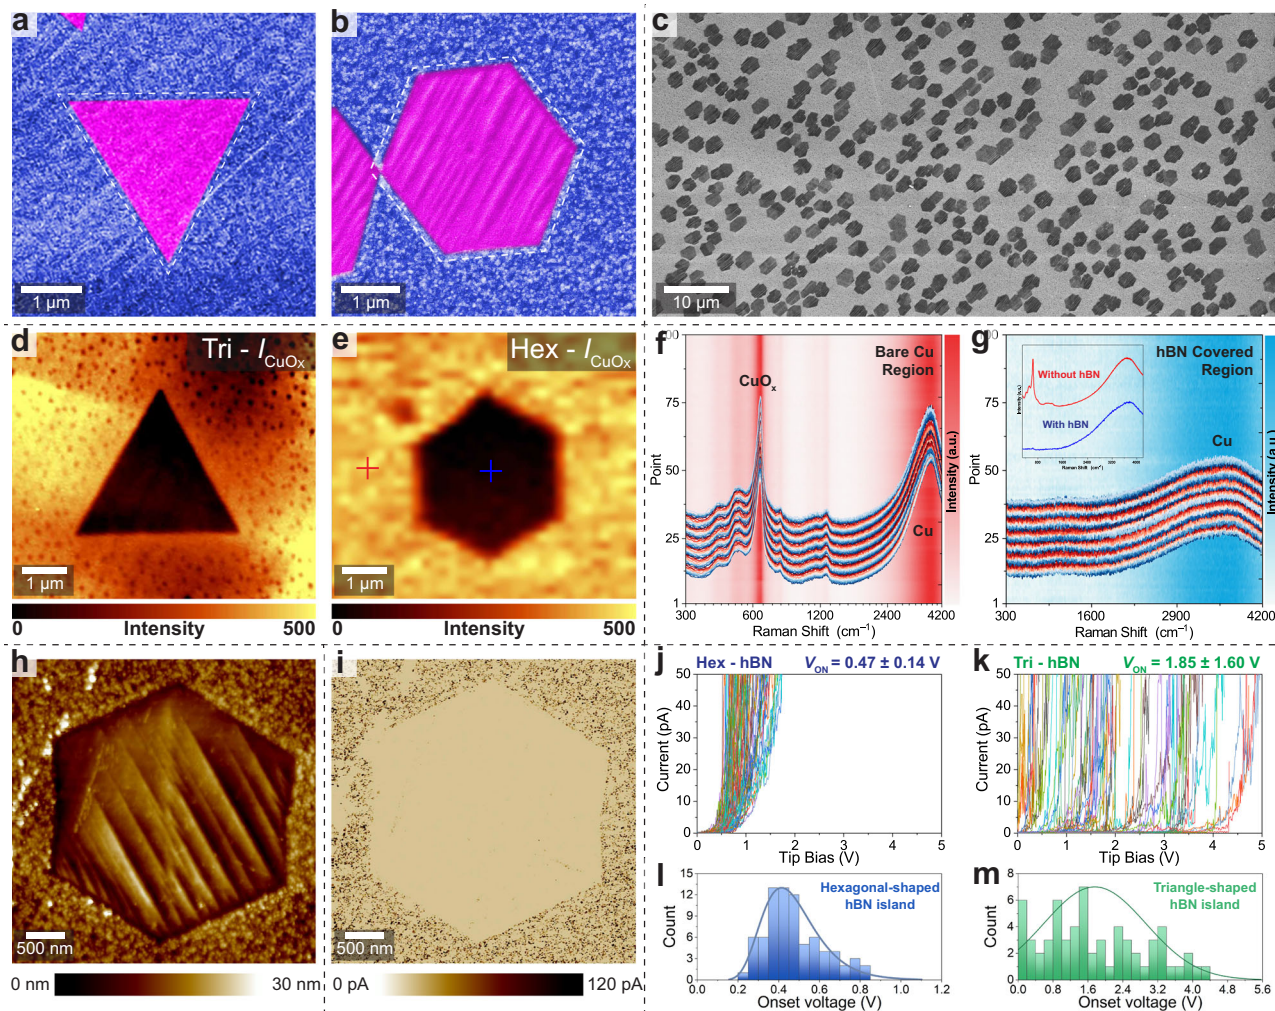 a
1 µm
b
1 µm
c
10 µm
d
Tri - I_CuOx
1 µm
0 Intensity 500
e
Hex - I_CuOx
1 µm
0 Intensity 500
f
Bare Cu
Region
CuOx
Cu
Point
75
50
25
1
300 600 1200 2400 4200
Raman Shift (cm⁻¹)
Intensity (a.u.)
g
hBN Covered
Region
Without hBN
With hBN
Intensity (a.u.)
Raman Shift (cm⁻¹)
Cu
Point
75
50
25
1
300 1600 2900 4200
Raman Shift (cm⁻¹)
h
500 nm
0 nm 30 nm
i
500 nm
0 pA 120 pA
j
Hex - hBN V_ON = 0.47 ± 0.14 V
Current (pA)
50
40
30
20
10
0
0 1 2 3 4 5
Tip Bias (V)
k
Tri - hBN V_ON = 1.85 ± 1.60 V
Current (pA)
50
40
30
20
10
0
0 1 2 3 4 5
Tip Bias (V)
l
Hexagonal-shaped
hBN island
Count
15
12
9
6
3
0
0.0 0.2 0.4 0.6 0.8 1.0 1.2
Onset voltage (V)
m
Triangle-shaped
hBN island
Count
8
6
4
2
0
0.0 0.8 1.6 2.4 3.2 4.0 4.8 5.6
Onset voltage (V)